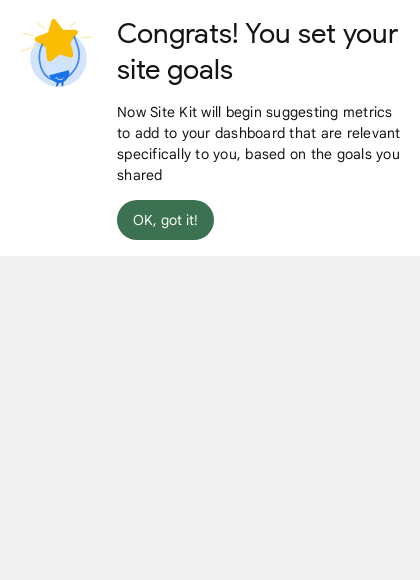 Congrats! You set your
site goals
Now Site Kit will begin suggesting metrics
to add to your dashboard that are relevant
specifically to you, based on the goals you
shared
OK, got it!